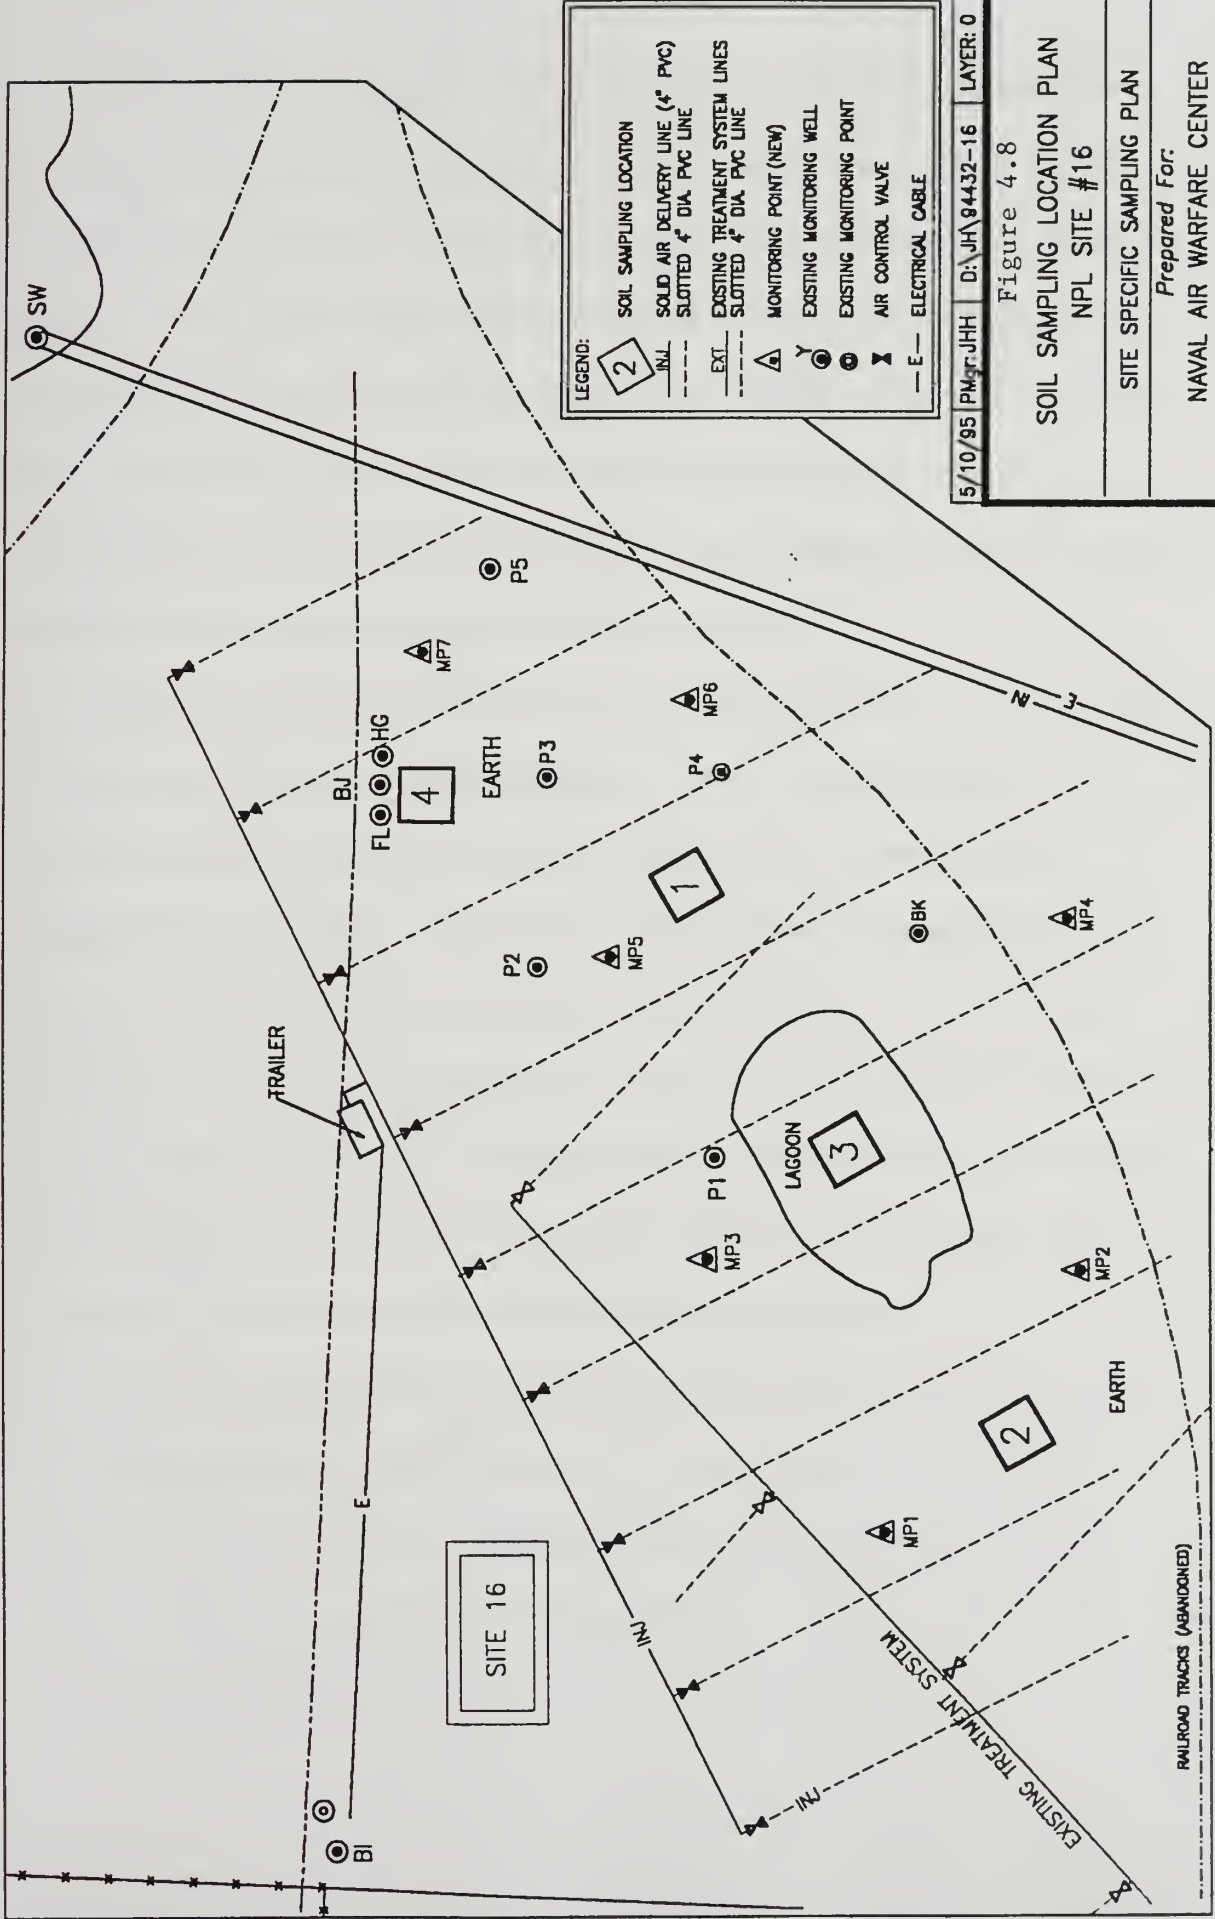 SW
TRAILER
BJ
FL
HG
4
EARTH
MP7
P5
P3
P2
MP5
1
P4
MP6
BI
E
SITE 16
INJ
INJ
MP3
P1
LAGOON
3
BK
MP4
MP2
MP1
2
EARTH
IN
E
EXISTING TREATMENT SYSTEM
RAILROAD TRACKS (ABANDONED)
LEGEND:
2 SOIL SAMPLING LOCATION
INJ SOLID AIR DELIVERY LINE (4" PVC)
SLOTTED 4" DIA. PVC LINE
EXT EXISTING TREATMENT SYSTEM LINES
SLOTTED 4" DIA. PVC LINE
MONITORING POINT (NEW)
Y EXISTING MONITORING WELL
EXISTING MONITORING POINT
AIR CONTROL VALVE
E ELECTRICAL CABLE
5/10/95 PMgr: JHH D:\JH\94432-16 LAYER: 0
Figure 4.8
SOIL SAMPLING LOCATION PLAN
NPL SITE #16
SITE SPECIFIC SAMPLING PLAN
Prepared For:
NAVAL AIR WARFARE CENTER